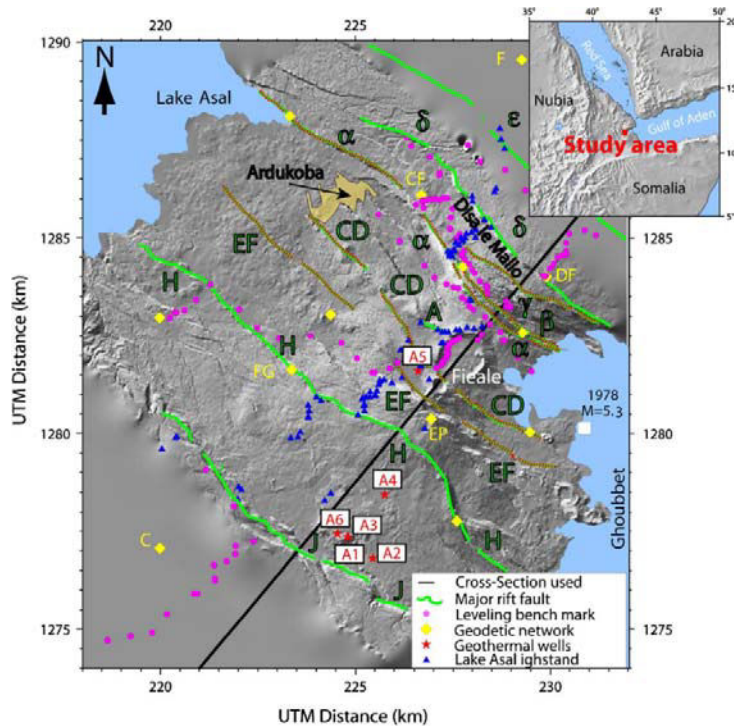 35°
40°
45°
Red Sea
Arabia
Nubia
Gulf of Aden
Study area
Somalia
15°
10°
5°
1290
1285
1280
1275
UTM Distance (km)
N
Lake Asal
Ardukoba
α
δ
ε
F
CF
Disa le Mallo
δ
α
EF
CD
CD
H
H
A
DF
γ
β
α
A5
Fieale
FG
EF
EP
CD
EF
1978
M=5.3
H
H
A4
A6
A3
A1
A2
C
J
J
Ghoubbet
Cross-Section used
Major rift fault
Leveling bench mark
Geodetic network
Geothermal wells
Lake Asal ighstand
220
225
230
UTM Distance (km)